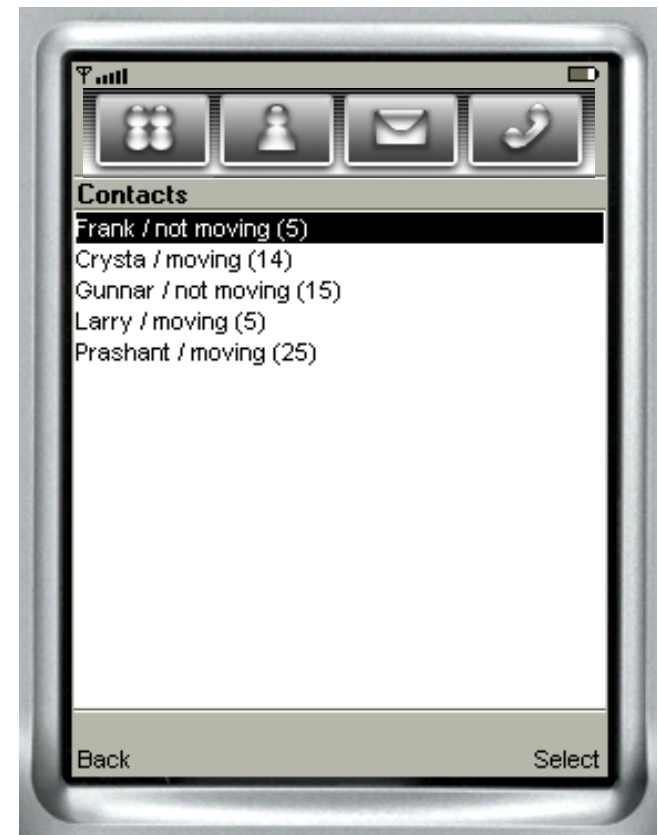 Contacts
Frank / not moving (5)
Crysta / moving (14)
Gunnar / not moving (15)
Larry / moving (5)
Prashant / moving (25)
Back Select